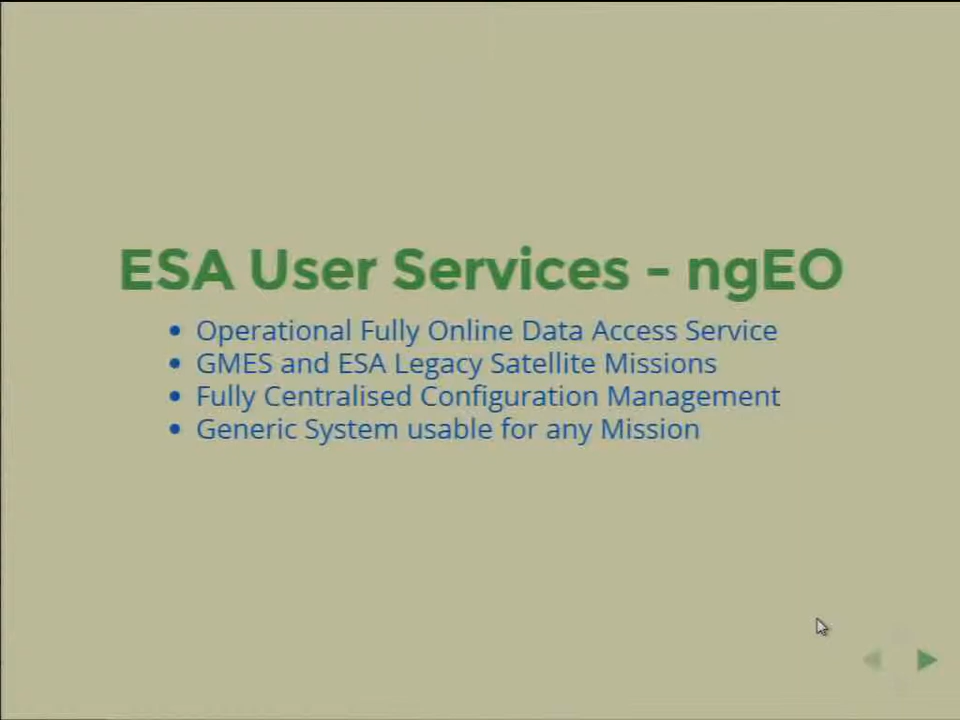 ESA User Services - ngEO
Operational Fully Online Data Access Service
GMES and ESA Legacy Satellite Missions
Fully Centralised Configuration Management
Generic System usable for any Mission